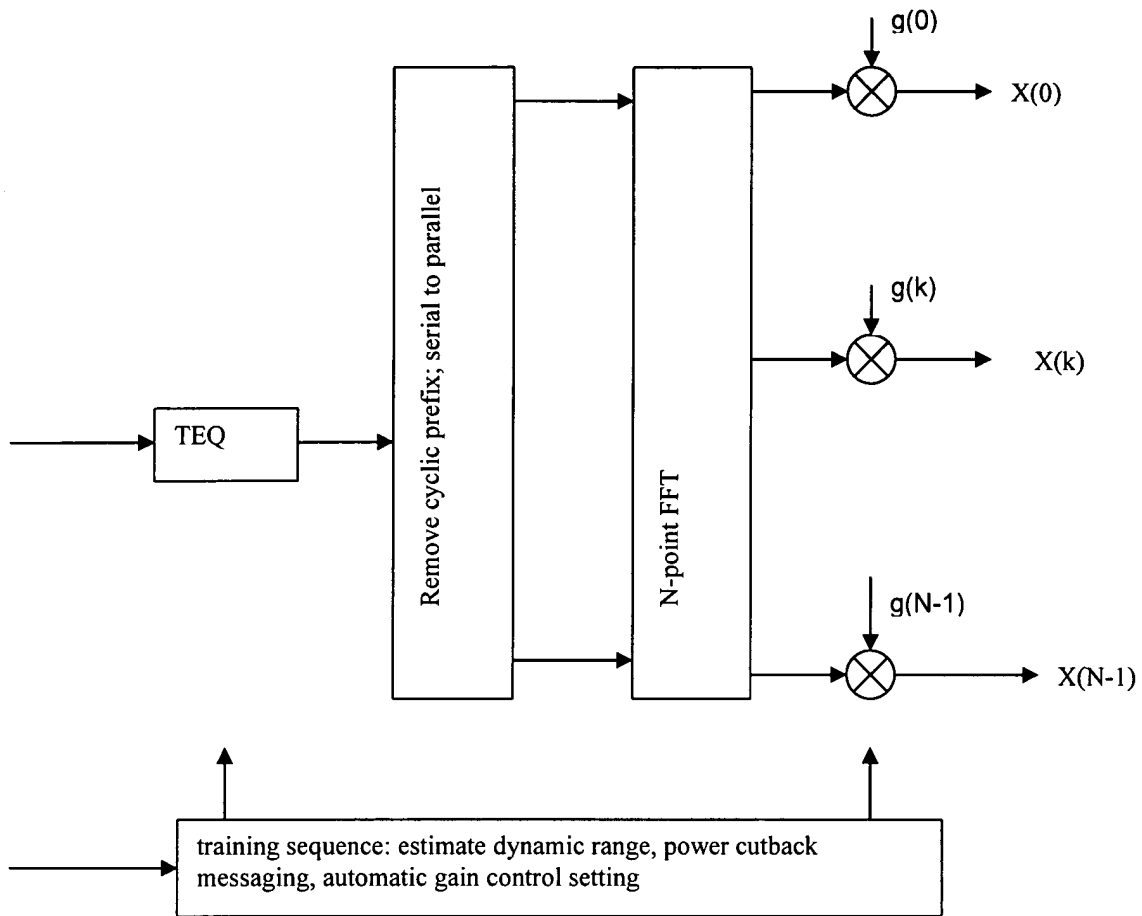 g(0)
X(0)
Remove cyclic prefix; serial to parallel
N-point FFT
g(k)
X(k)
TEQ
g(N-1)
X(N-1)
training sequence: estimate dynamic range, power cutback
messaging, automatic gain control setting